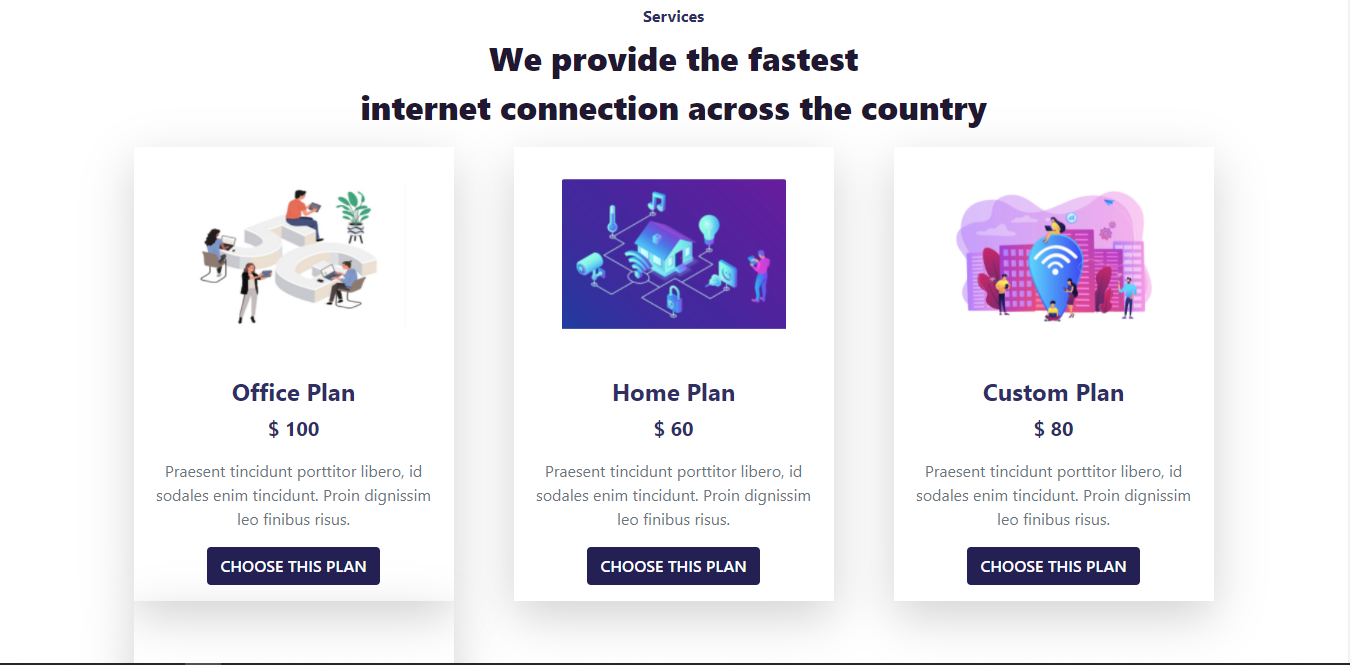 Services
We provide the fastest
internet connection across the country
Office Plan
$ 100
Praesent tincidunt porttitor libero, id
sodales enim tincidunt. Proin dignissim
leo finibus risus.
CHOOSE THIS PLAN
Home Plan
$ 60
Praesent tincidunt porttitor libero, id
sodales enim tincidunt. Proin dignissim
leo finibus risus.
CHOOSE THIS PLAN
Custom Plan
$ 80
Praesent tincidunt porttitor libero, id
sodales enim tincidunt. Proin dignissim
leo finibus risus.
CHOOSE THIS PLAN